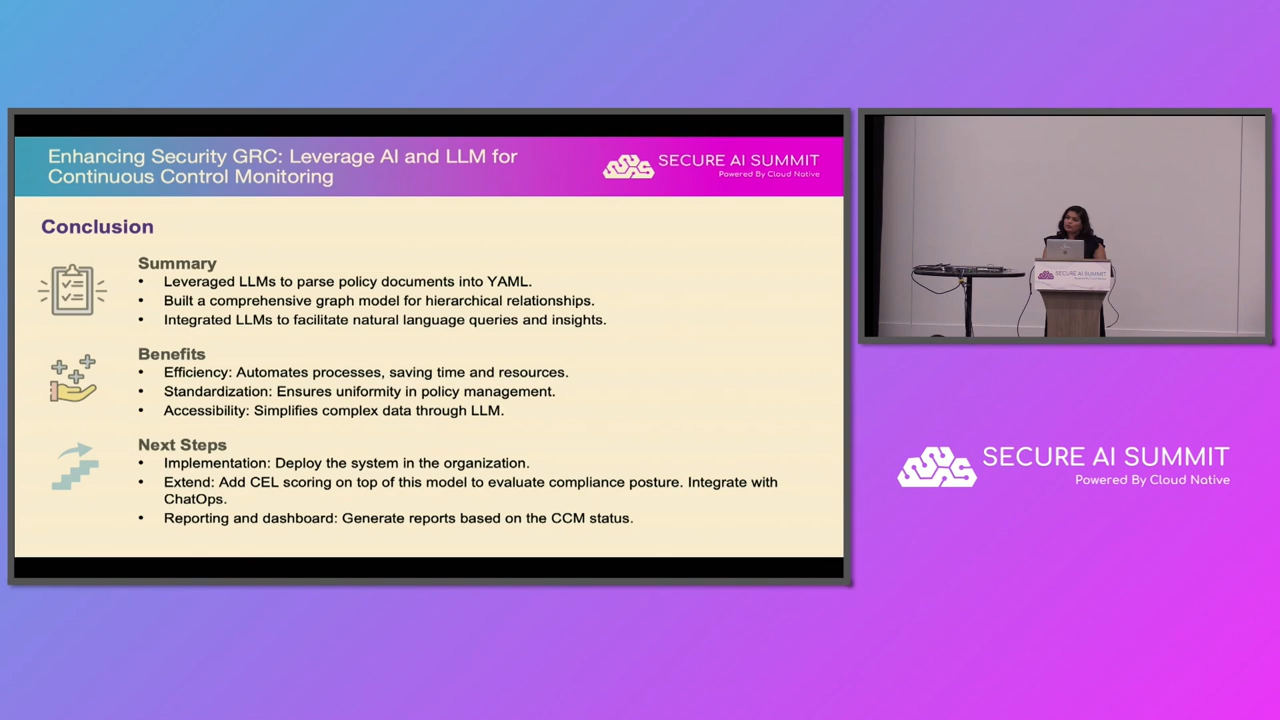 Enhancing Security GRC: Leverage AI and LLM for
Continuous Control Monitoring
SECURE AI SUMMIT
Powered By Cloud Native
Conclusion
Summary
• Leveraged LLMs to parse policy documents into YAML.
• Built a comprehensive graph model for hierarchical relationships.
• Integrated LLMs to facilitate natural language queries and insights.
Benefits
• Efficiency: Automates processes, saving time and resources.
• Standardization: Ensures uniformity in policy management.
• Accessibility: Simplifies complex data through LLM.
Next Steps
• Implementation: Deploy the system in the organization.
• Extend: Add CEL scoring on top of this model to evaluate compliance posture. Integrate with
ChatOps.
• Reporting and dashboard: Generate reports based on the CCM status.
SECURE AI SUMMIT
SECURE AI SUMMIT
Powered By Cloud Native